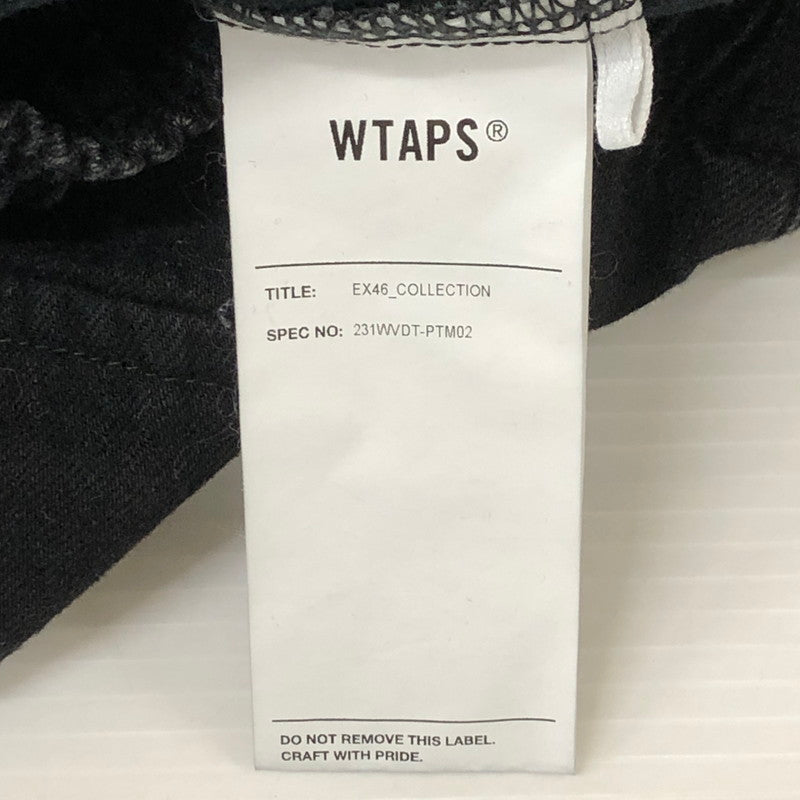 WTAPS®
TITLE: EX46_COLLECTION
SPEC NO: 231WVDT-PTM02
DO NOT REMOVE THIS LABEL.
CRAFT WITH PRIDE.